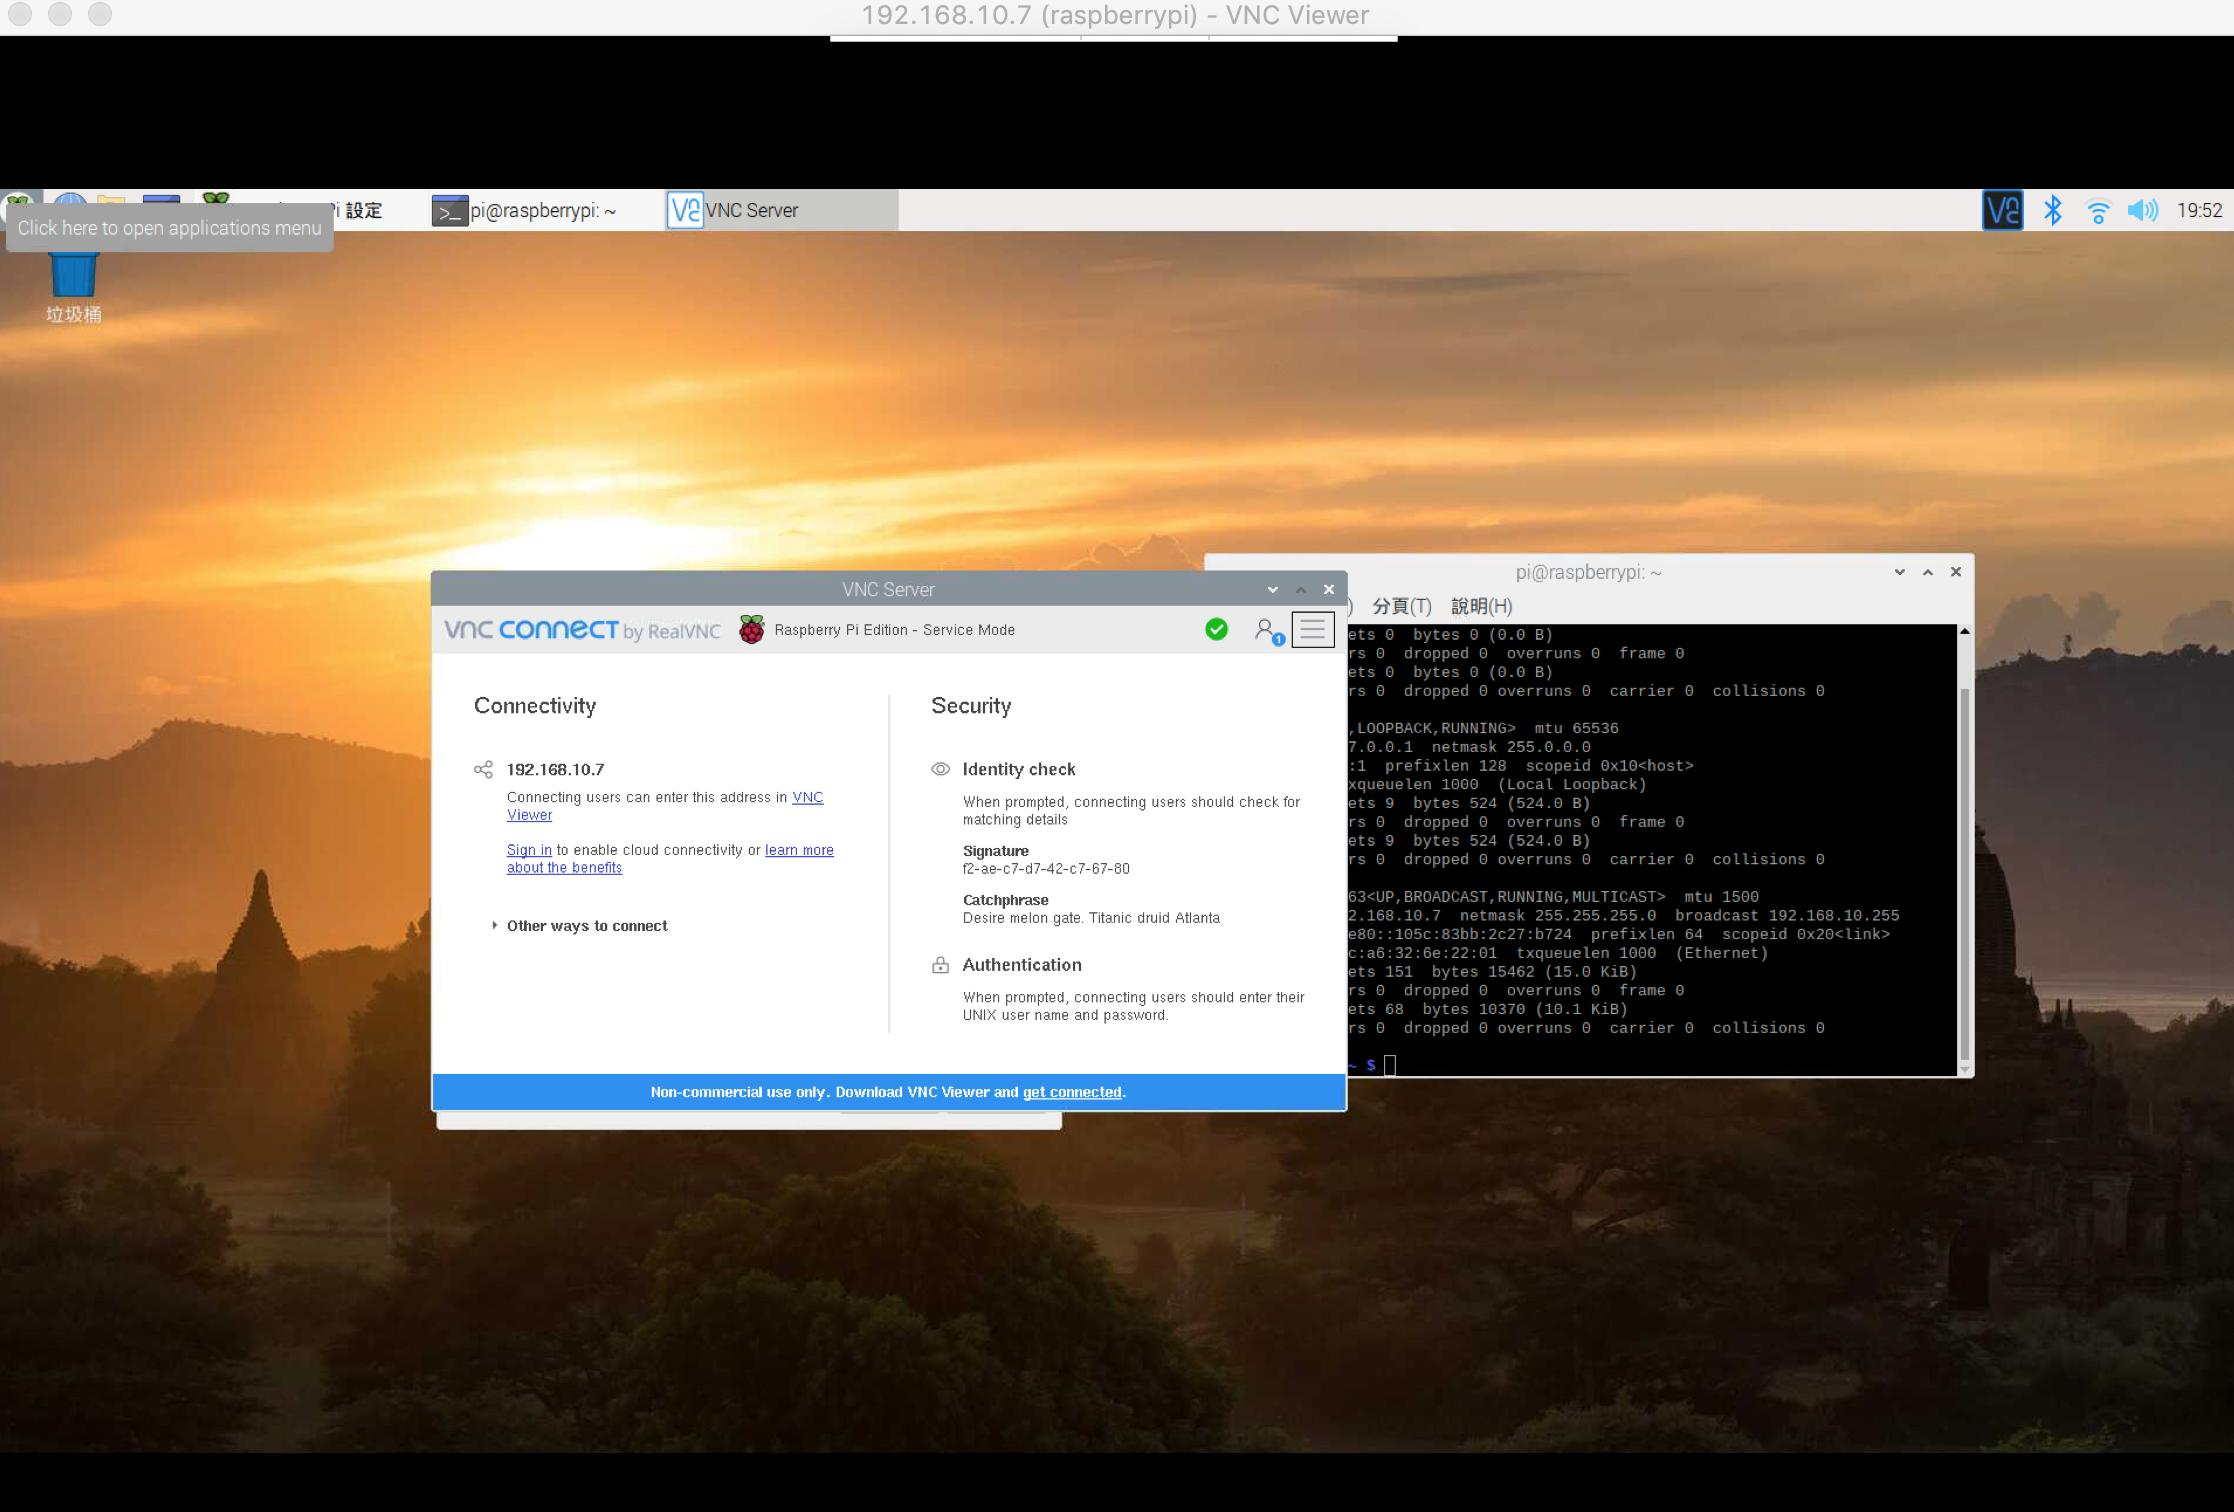 192.168.10.7 (raspberrypi) - VNC Viewer
設定
pi@raspberrypi: ~
VNC Server
19:52
Click here to open applications menu
垃圾桶
pi@raspberrypi: ~
分頁(T) 說明(H)
VNC Server
vnc connect by RealVNC
Raspberry Pi Edition - Service Mode
1
Connectivity
192.168.10.7
Connecting users can enter this address in VNC
Viewer
Sign in to enable cloud connectivity or learn more
about the benefits
Other ways to connect
Security
Identity check
When prompted, connecting users should check for
matching details
Signature
f2-ae-c7-d7-42-c7-67-80
Catchphrase
Desire melon gate. Titanic druid Atlanta
Authentication
When prompted, connecting users should enter their
UNIX user name and password.
Non-commercial use only. Download VNC Viewer and get connected.
ets 0 bytes 0 (0.0 B)
rs 0 dropped 0 overruns 0 frame 0
ets 0 bytes 0 (0.0 B)
rs 0 dropped 0 overruns 0 carrier 0 collisions 0
,LOOPBACK,RUNNING> mtu 65536
7.0.0.1 netmask 255.0.0.0
:1 prefixlen 128 scopeid 0x10<host>
xqueuelen 1000 (Local Loopback)
ets 9 bytes 524 (524.0 B)
rs 0 dropped 0 overruns 0 frame 0
ets 9 bytes 524 (524.0 B)
rs 0 dropped 0 overruns 0 carrier 0 collisions 0
63<UP,BROADCAST,RUNNING,MULTICAST> mtu 1500
2.168.10.7 netmask 255.255.255.0 broadcast 192.168.10.255
e80::105c:83bb:2c27:b724 prefixlen 64 scopeid 0x20<link>
c:a6:32:6e:22:01 txqueuelen 1000 (Ethernet)
ets 151 bytes 15462 (15.0 KiB)
rs 0 dropped 0 overruns 0 frame 0
ets 68 bytes 10370 (10.1 KiB)
rs 0 dropped 0 overruns 0 carrier 0 collisions 0
~ $